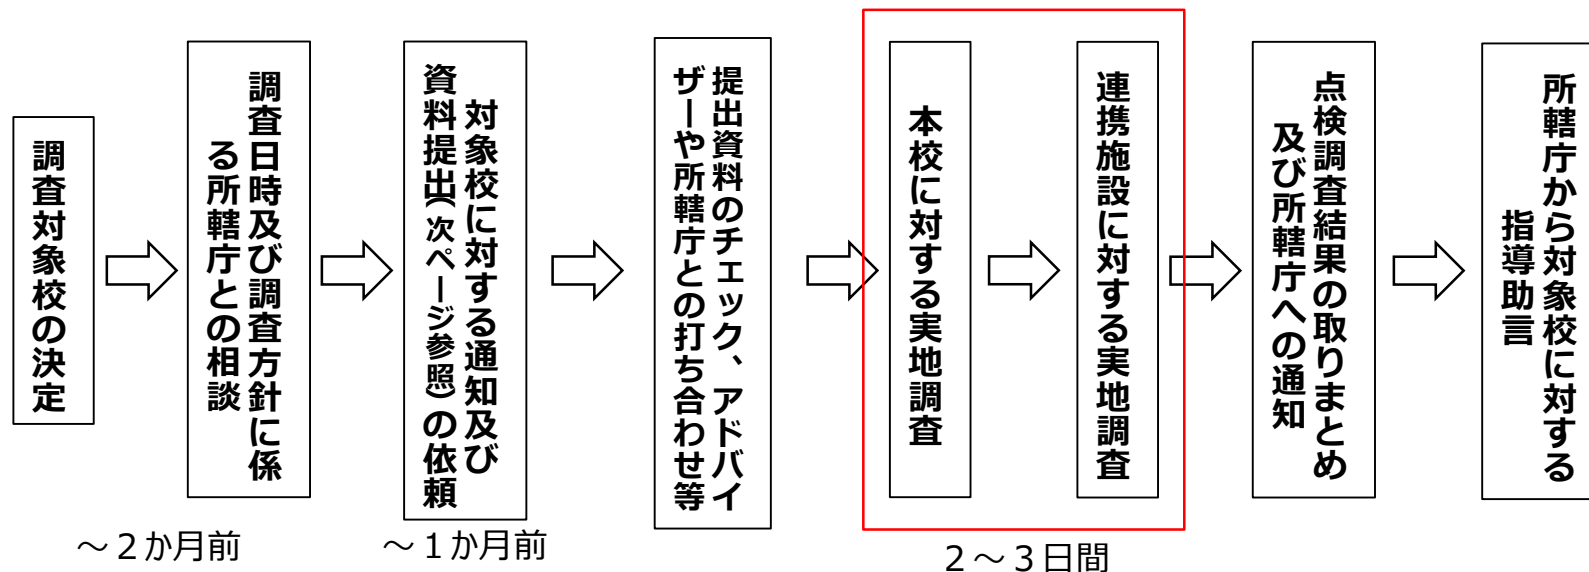 調査対象校の決定
調査日時及び調査方針に係
る所轄庁との相談
対象校に対する通知及び
資料提出（次ページ参照）の依頼
提出資料のチェック、アドバイ
ザーや所轄庁との打ち合わせ等
本校に対する実地調査
連携施設に対する実地調査
点検調査結果の取りまとめ
及び所轄庁への通知
所轄庁から対象校に対する
指導助言
～２か月前
～１か月前
２～３日間